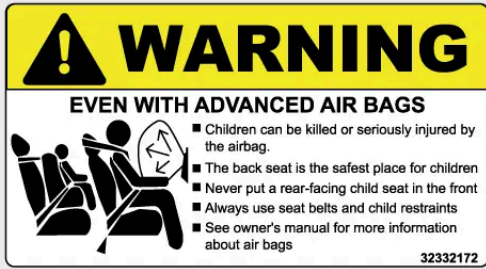 WARNING
EVEN WITH ADVANCED AIR BAGS
■ Children can be killed or seriously injured by
the airbag.
■ The back seat is the safest place for children
■ Never put a rear-facing child seat in the front
■ Always use seat belts and child restraints
■ See owner's manual for more information
about air bags
32332172